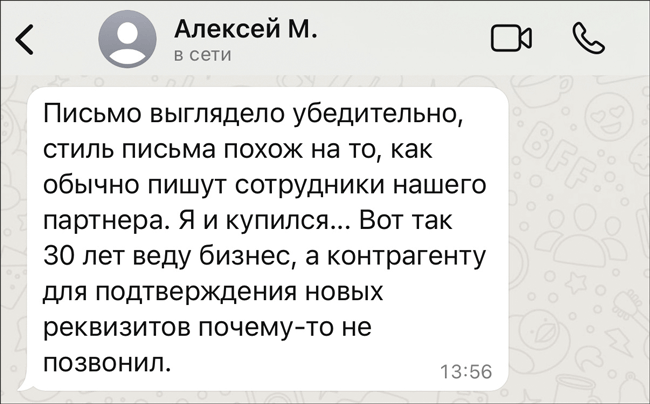 Алексей М.
в сети
Письмо выглядело убедительно,
стиль письма похож на то, как
обычно пишут сотрудники нашего
партнера. Я и купился... Вот так
30 лет веду бизнес, а контрагенту
для подтверждения новых
реквизитов почему-то не
позвонил.
13:56
BFF